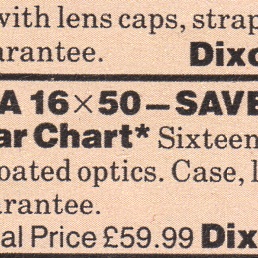 with lens caps, strap
arantee. Dixo
A 16×50–SAVE
ar Chart* Sixteen
oated optics. Case, l
arantee.
al Price £59.99 Dix